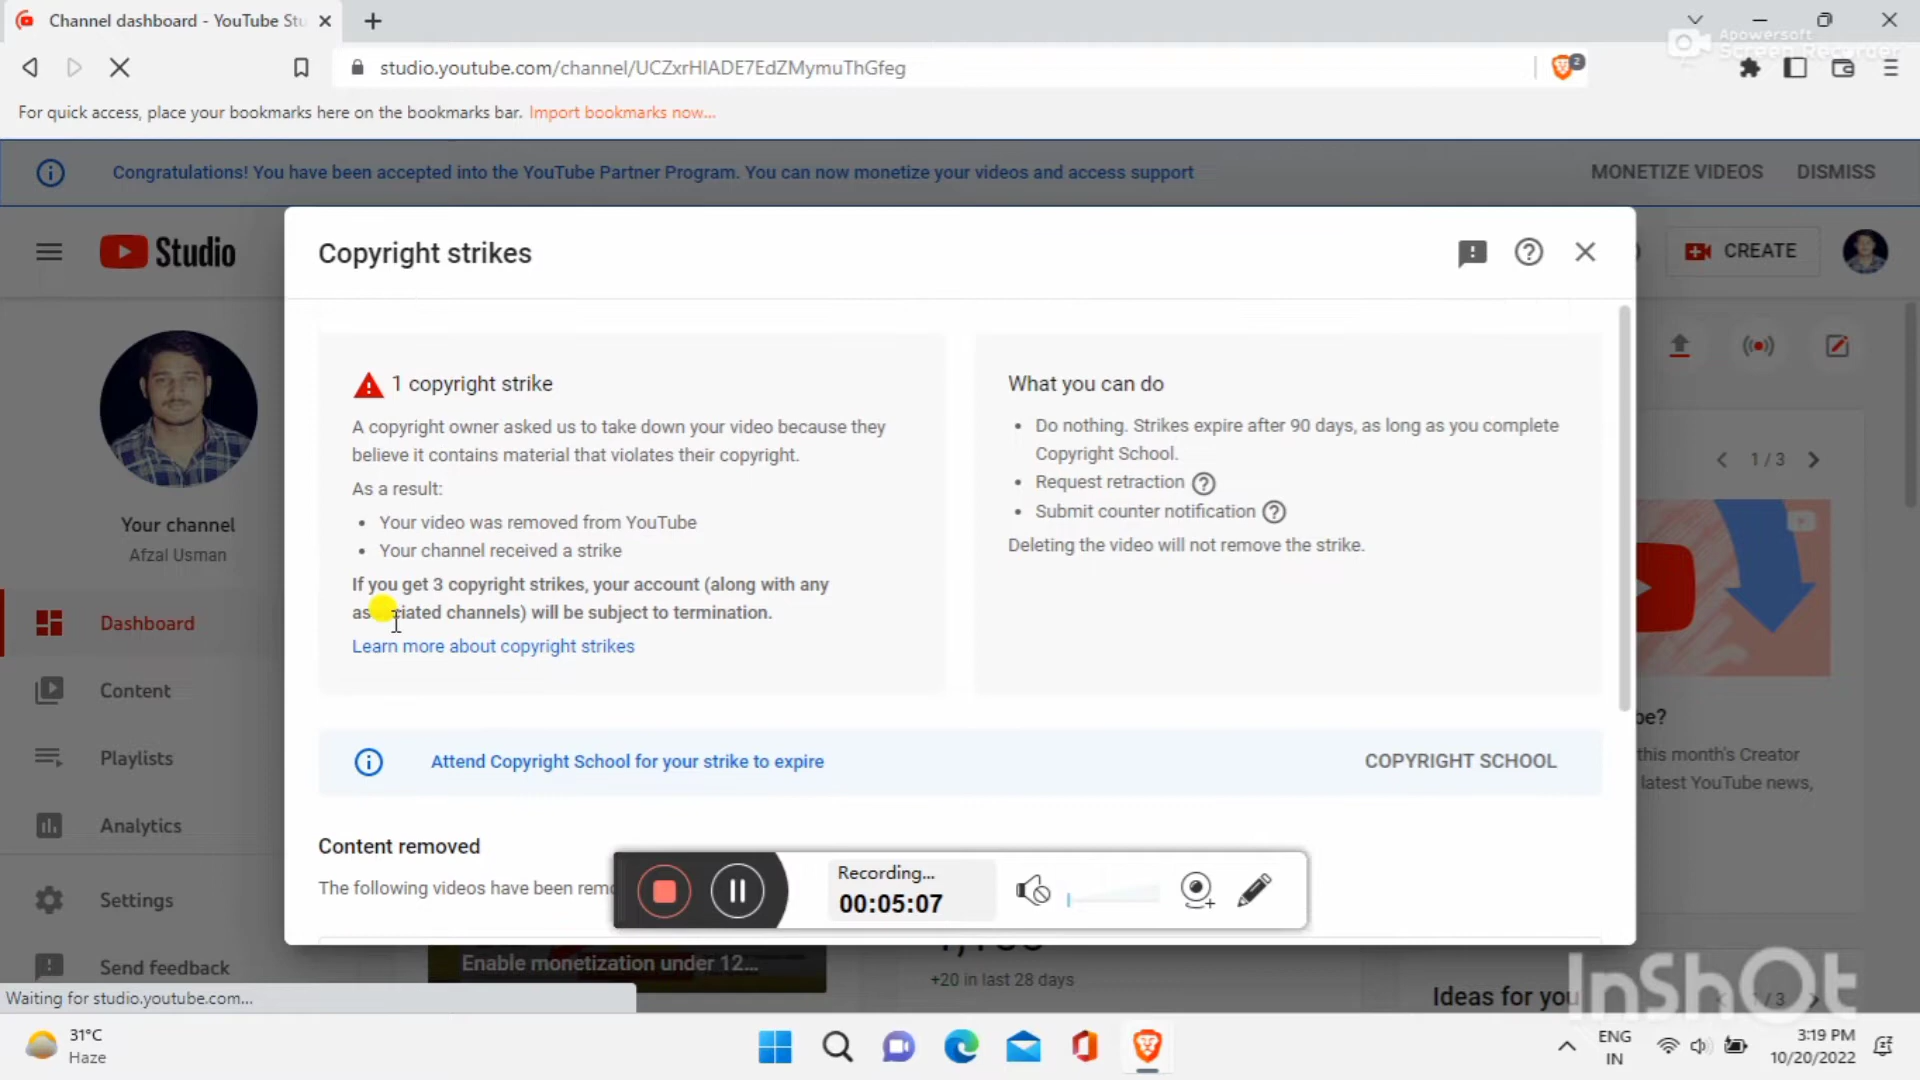 Channel dashboard - YouTube Stu
Apowersoft
Screen Recorder
studio.youtube.com/channel/UCZxrHIADE7EdZMymuThGfeg
2
For quick access, place your bookmarks here on the bookmarks bar. Import bookmarks now...
Congratulations! You have been accepted into the YouTube Partner Program. You can now monetize your videos and access support
MONETIZE VIDEOS
DISMISS
Studio
Copyright strikes
CREATE
1 copyright strike
A copyright owner asked us to take down your video because they
believe it contains material that violates their copyright.
As a result:
• Your video was removed from YouTube
• Your channel received a strike
If you get 3 copyright strikes, your account (along with any
associated channels) will be subject to termination.
Learn more about copyright strikes
What you can do
• Do nothing. Strikes expire after 90 days, as long as you complete
Copyright School.
• Request retraction
• Submit counter notification
Deleting the video will not remove the strike.
1 / 3
Your channel
Afzal Usman
Dashboard
Content
Playlists
Analytics
Settings
Send feedback
be?
this month's Creator
latest YouTube news,
Attend Copyright School for your strike to expire
COPYRIGHT SCHOOL
Content removed
The following videos have been remo
Recording...
00:05:07
Enable monetization under 12...
+20 in last 28 days
Ideas for you
1 / 3
InShOt
Waiting for studio.youtube.com...
31°C
Haze
ENG
IN
3:19 PM
10/20/2022